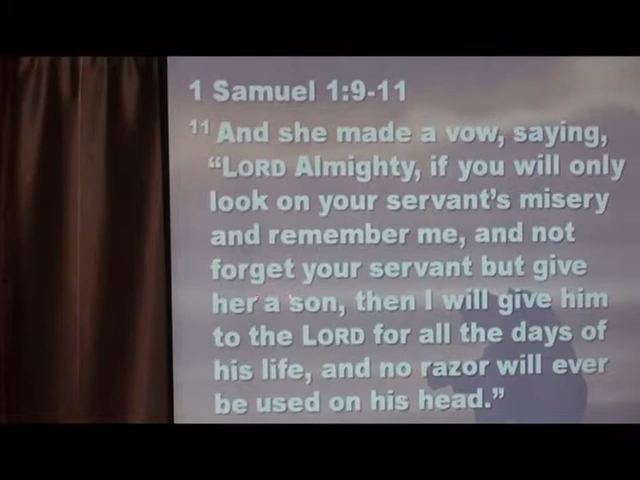 1 Samuel 1:9-11
11 And she made a vow, saying,
“LORD Almighty, if you will only
look on your servant’s misery
and remember me, and not
forget your servant but give
her a son, then I will give him
to the LORD for all the days of
his life, and no razor will ever
be used on his head.”